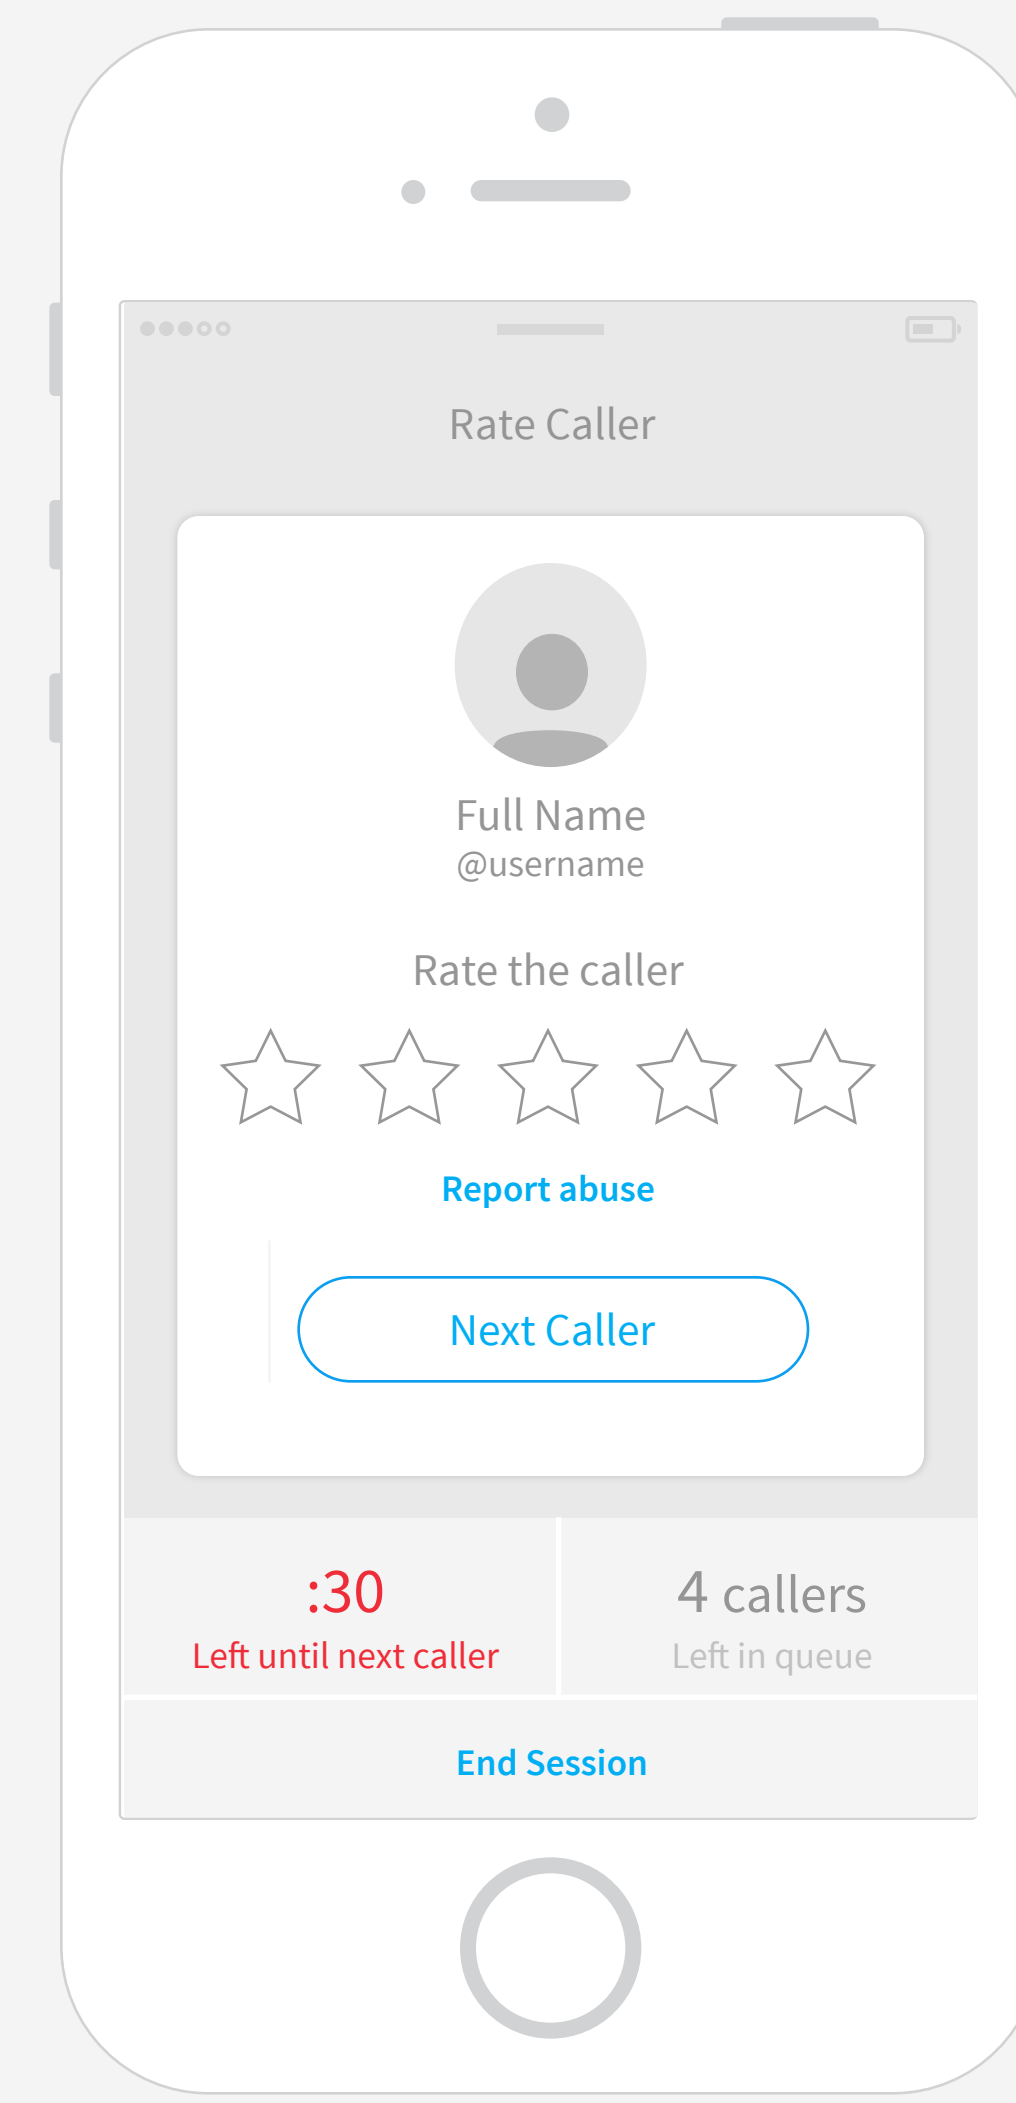 Rate Caller
Full Name
@username
Rate the caller
Report abuse
Next Caller
:30
Left until next caller
4 callers
Left in queue
End Session